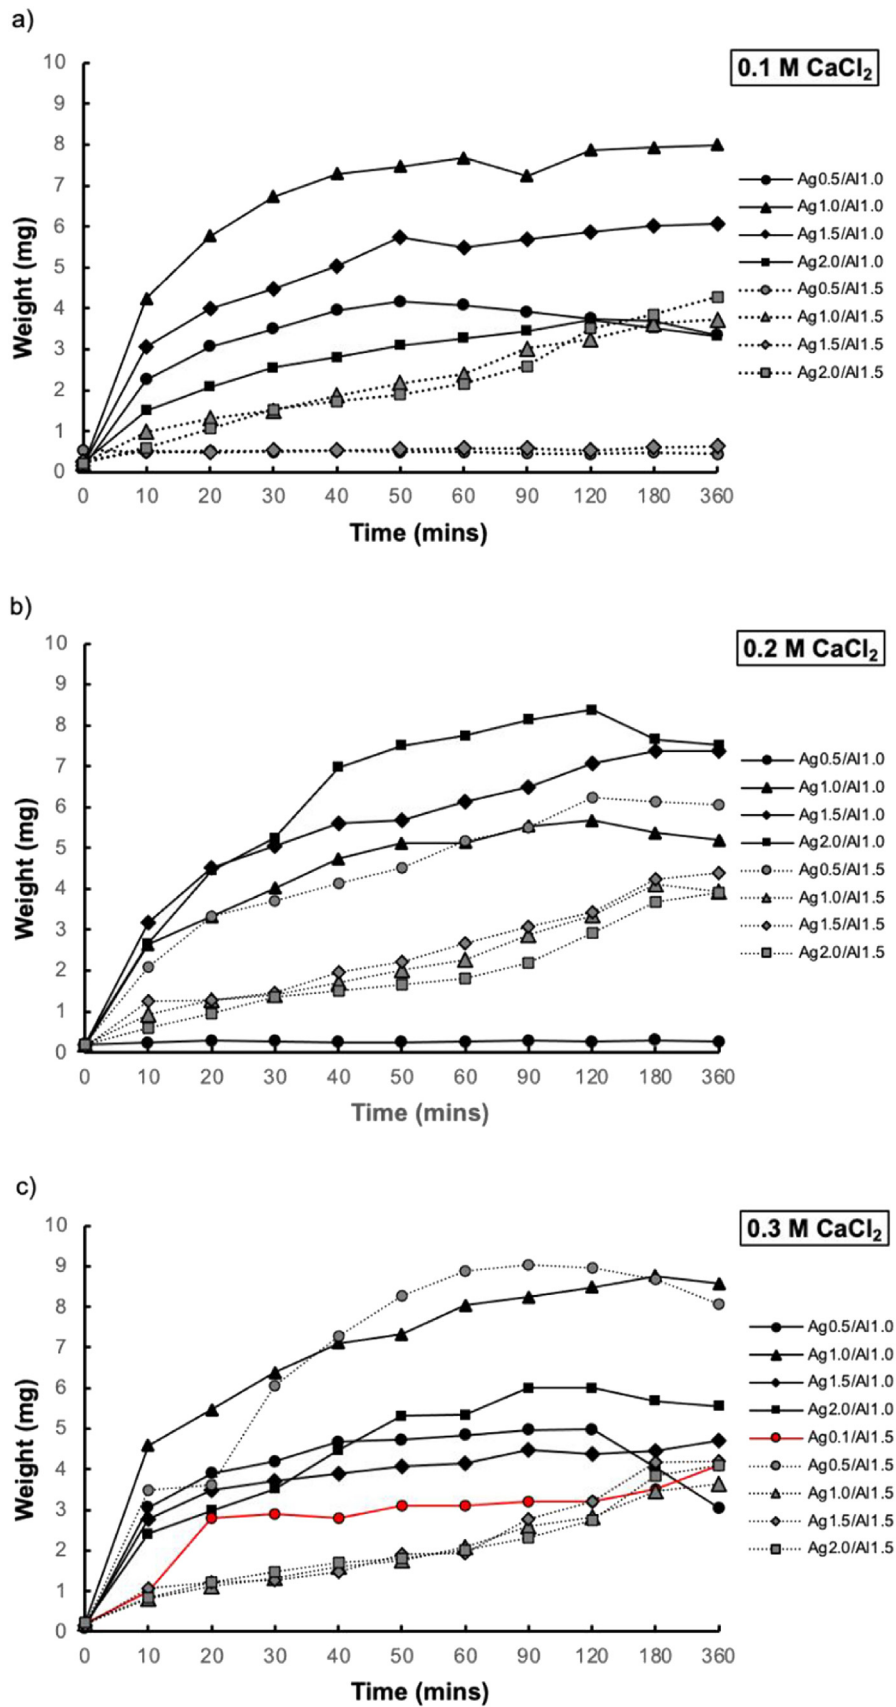 a)
0.1 M CaCl₂
10
9
8
7
6
5
4
3
2
1
0
Weight (mg)
0 10 20 30 40 50 60 90 120 180 360
Time (mins)
Ag0.5/Al1.0
Ag1.0/Al1.0
Ag1.5/Al1.0
Ag2.0/Al1.0
Ag0.5/Al1.5
Ag1.0/Al1.5
Ag1.5/Al1.5
Ag2.0/Al1.5
b)
0.2 M CaCl₂
10
9
8
7
6
5
4
3
2
1
0
Weight (mg)
0 10 20 30 40 50 60 90 120 180 360
Time (mins)
Ag0.5/Al1.0
Ag1.0/Al1.0
Ag1.5/Al1.0
Ag2.0/Al1.0
Ag0.5/Al1.5
Ag1.0/Al1.5
Ag1.5/Al1.5
Ag2.0/Al1.5
c)
0.3 M CaCl₂
10
9
8
7
6
5
4
3
2
1
0
Weight (mg)
0 10 20 30 40 50 60 90 120 180 360
Time (mins)
Ag0.5/Al1.0
Ag1.0/Al1.0
Ag1.5/Al1.0
Ag2.0/Al1.0
Ag0.1/Al1.5
Ag0.5/Al1.5
Ag1.0/Al1.5
Ag1.5/Al1.5
Ag2.0/Al1.5